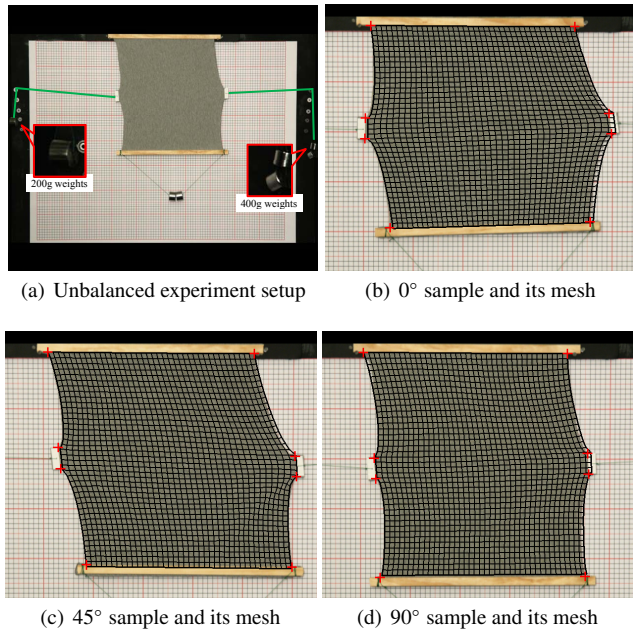 200g weights
400g weights
(a) Unbalanced experiment setup
(b) 0° sample and its mesh
(c) 45° sample and its mesh
(d) 90° sample and its mesh